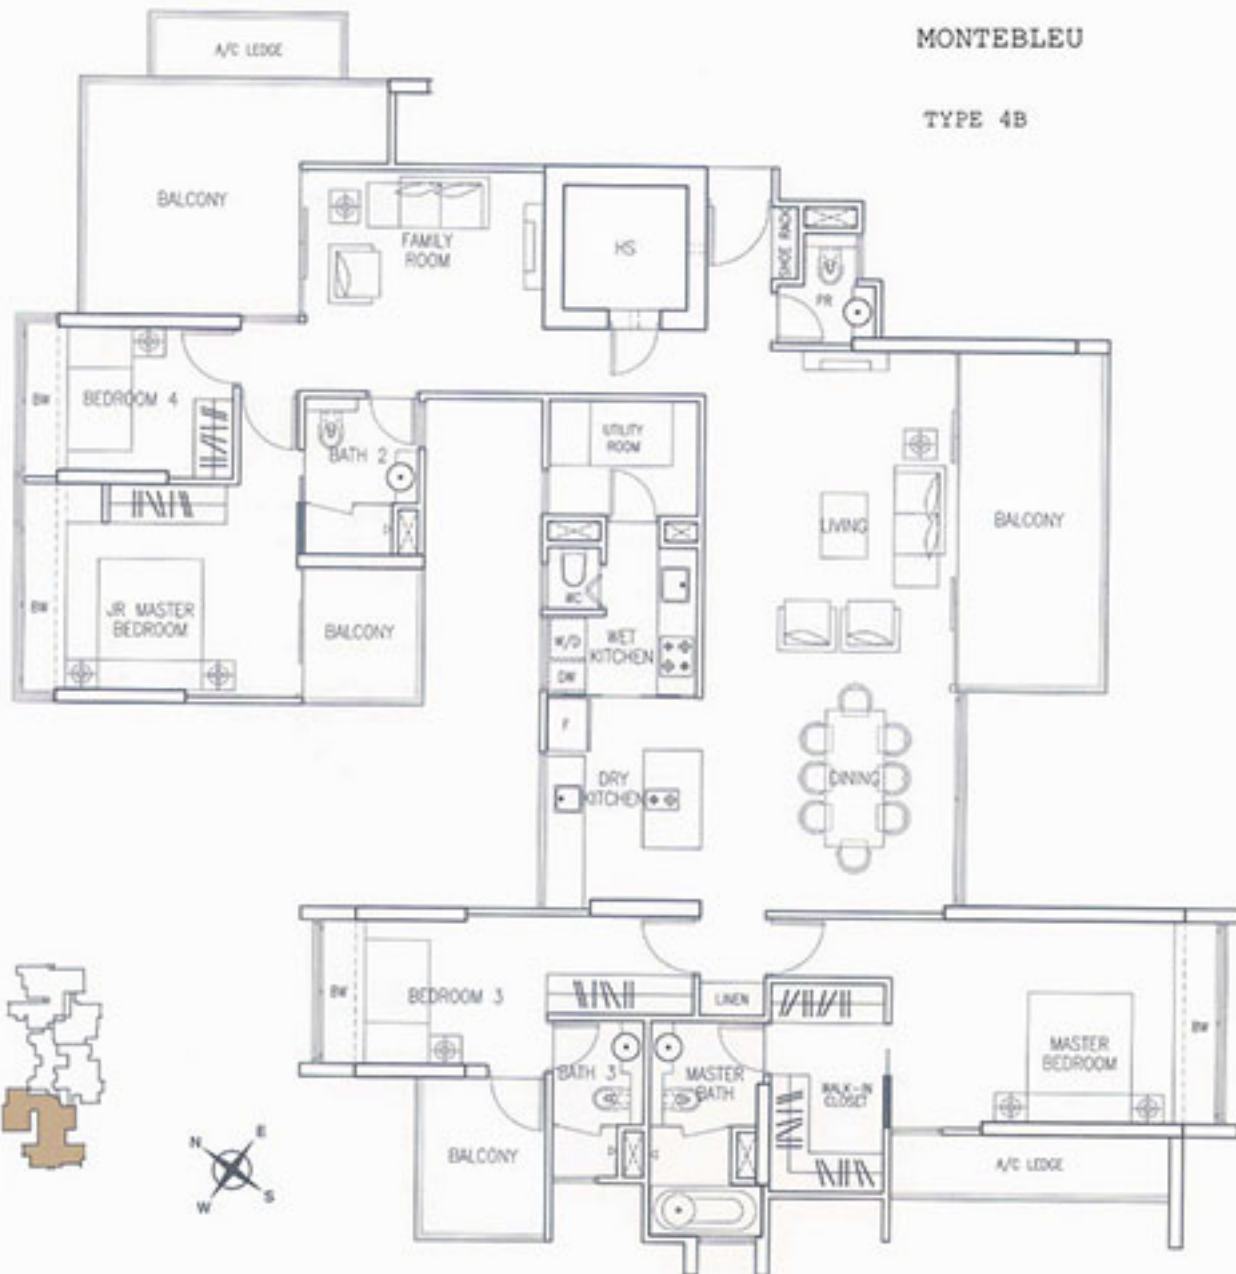 MONTEBLEU
TYPE 4B
A/C LEDGE
BALCONY
FAMILY
ROOM
HS
SHOE RACK
PR
BW
BEDROOM 4
BATH 2
UTILITY
ROOM
LIVING
BALCONY
BW
JR MASTER
BEDROOM
BALCONY
WC
W/D
WET
KITCHEN
DW
F
DRY
KITCHEN
DINING
BW
BEDROOM 3
LINEN
BW
MASTER
BEDROOM
BATH 3
MASTER
BATH
WALK-IN
CLOSET
BALCONY
A/C LEDGE
N
E
W
S